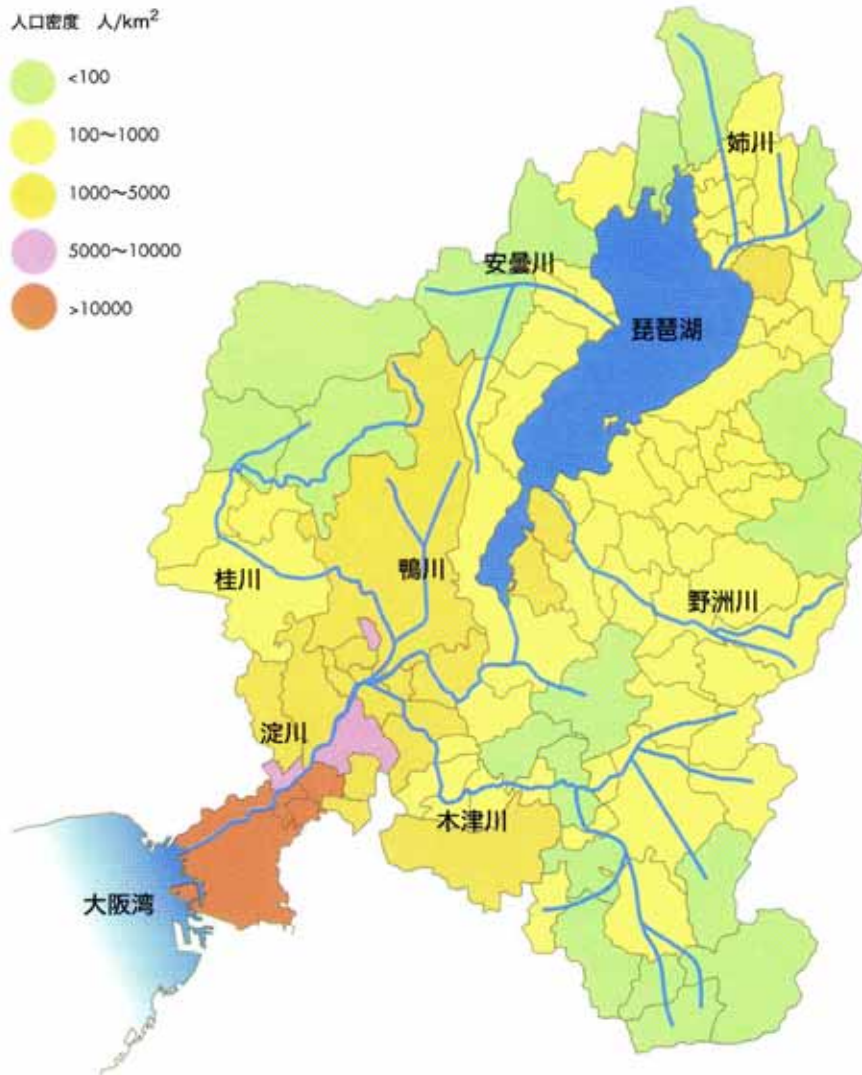 人口密度 人/km²
<100
100〜1000
1000〜5000
5000〜10000
>10000
姉川
安曇川
琵琶湖
桂川
鴨川
野洲川
淀川
木津川
大阪湾